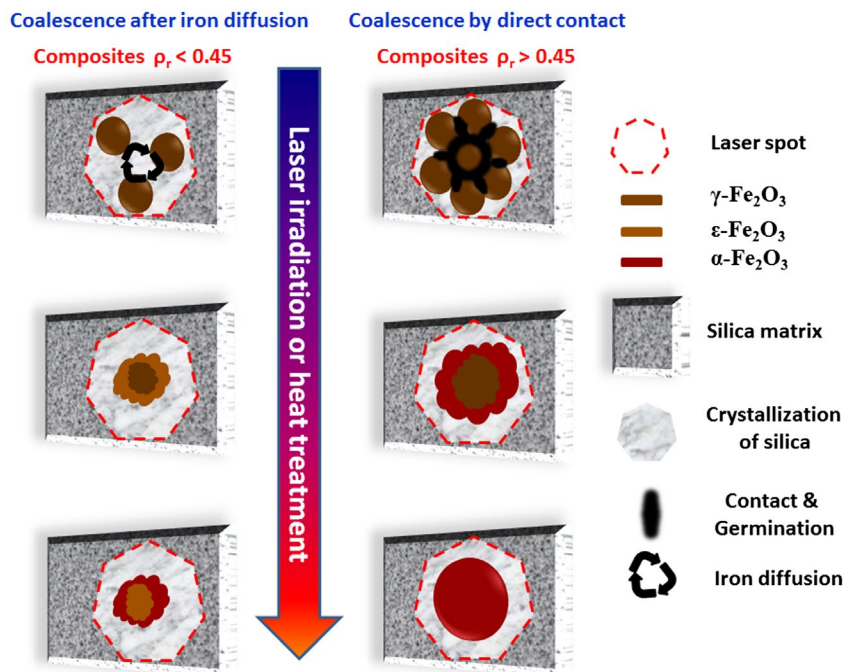 Coalescence after iron diffusion
Composites ρr < 0.45
Coalescence by direct contact
Composites ρr > 0.45
Laser irradiation or heat treatment
Laser spot
γ-Fe₂O₃
ε-Fe₂O₃
α-Fe₂O₃
Silica matrix
Crystallization
of silica
Contact &
Germination
Iron diffusion